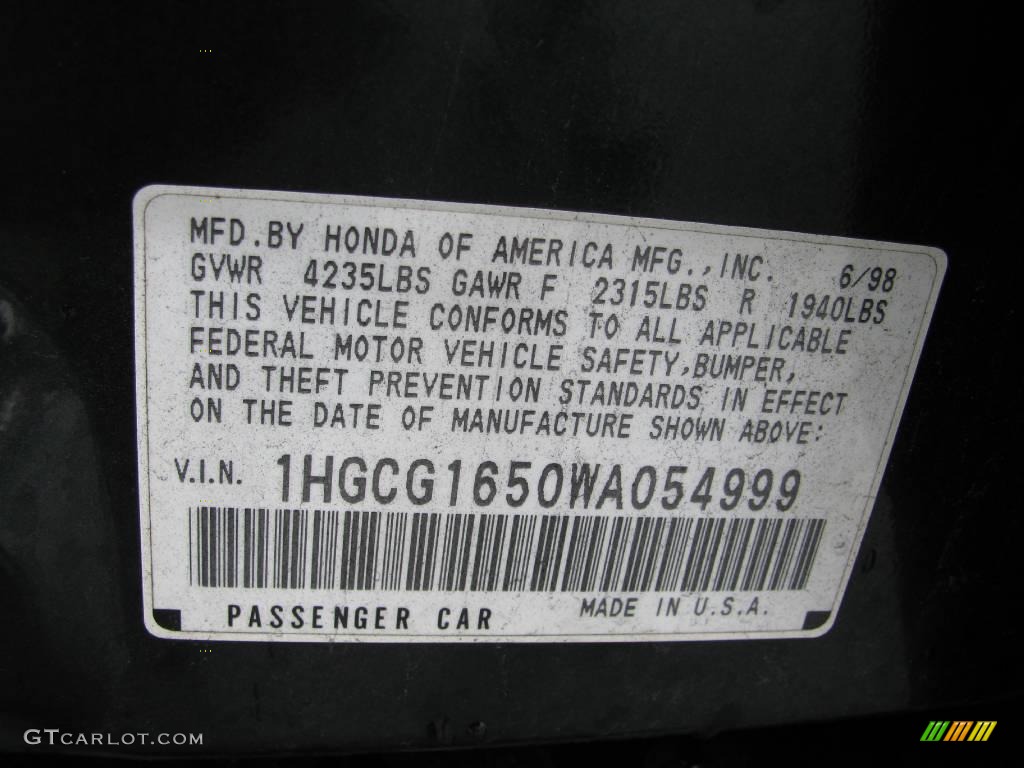 MFD.BY HONDA OF AMERICA MFG.,INC. 6/98
GVWR 4235LBS GAWR F 2315LBS R 1940LBS
THIS VEHICLE CONFORMS TO ALL APPLICABLE
FEDERAL MOTOR VEHICLE SAFETY,BUMPER,
AND THEFT PREVENTION STANDARDS IN EFFECT
ON THE DATE OF MANUFACTURE SHOWN ABOVE:
V.I.N. 1HGCG1650WA054999
PASSENGER CAR MADE IN U.S.A.
GTCARLOT.COM